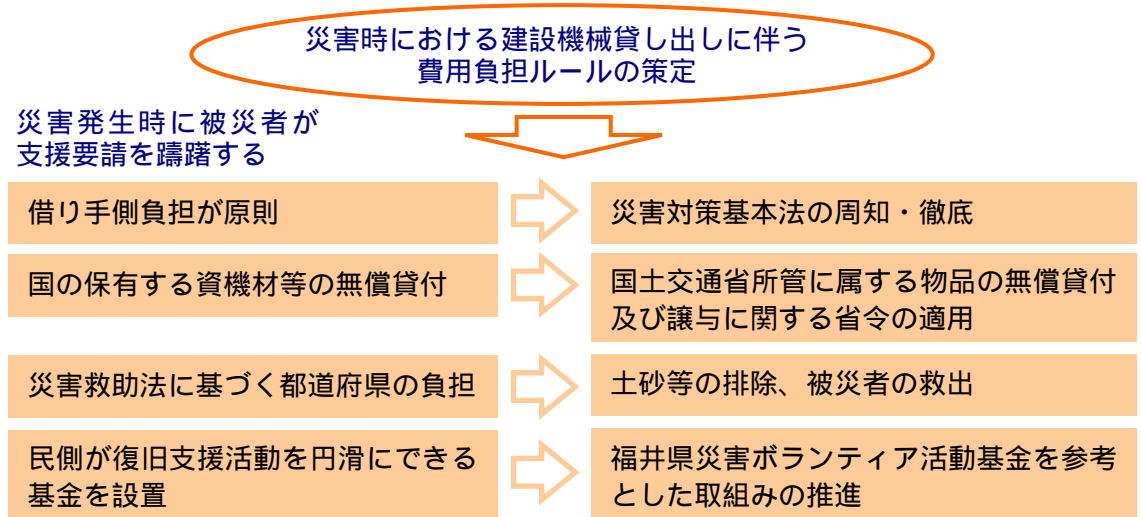 災害時における建設機械貸し出しに伴う
費用負担ルールの策定
災害発生時に被災者が
支援要請を躊躇する
借り手側負担が原則
災害対策基本法の周知・徹底
国の保有する資機材等の無償貸付
国土交通省所管に属する物品の無償貸付
及び譲与に関する省令の適用
災害救助法に基づく都道府県の負担
土砂等の排除、被災者の救出
民側が復旧支援活動を円滑にできる
基金を設置
福井県災害ボランティア活動基金を参考
とした取組みの推進